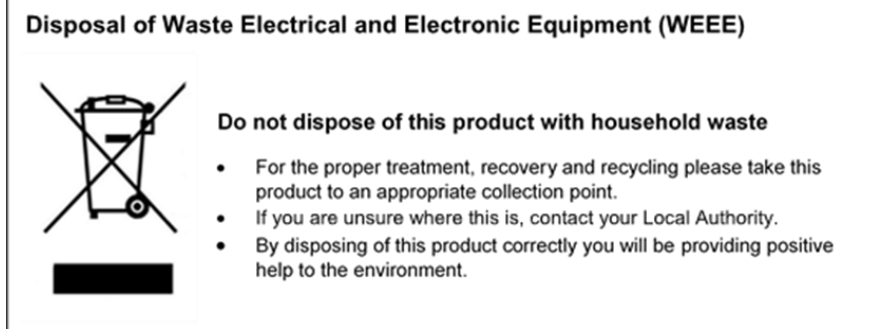 Disposal of Waste Electrical and Electronic Equipment (WEEE)
Do not dispose of this product with household waste
• For the proper treatment, recovery and recycling please take this
product to an appropriate collection point.
• If you are unsure where this is, contact your Local Authority.
• By disposing of this product correctly you will be providing positive
help to the environment.